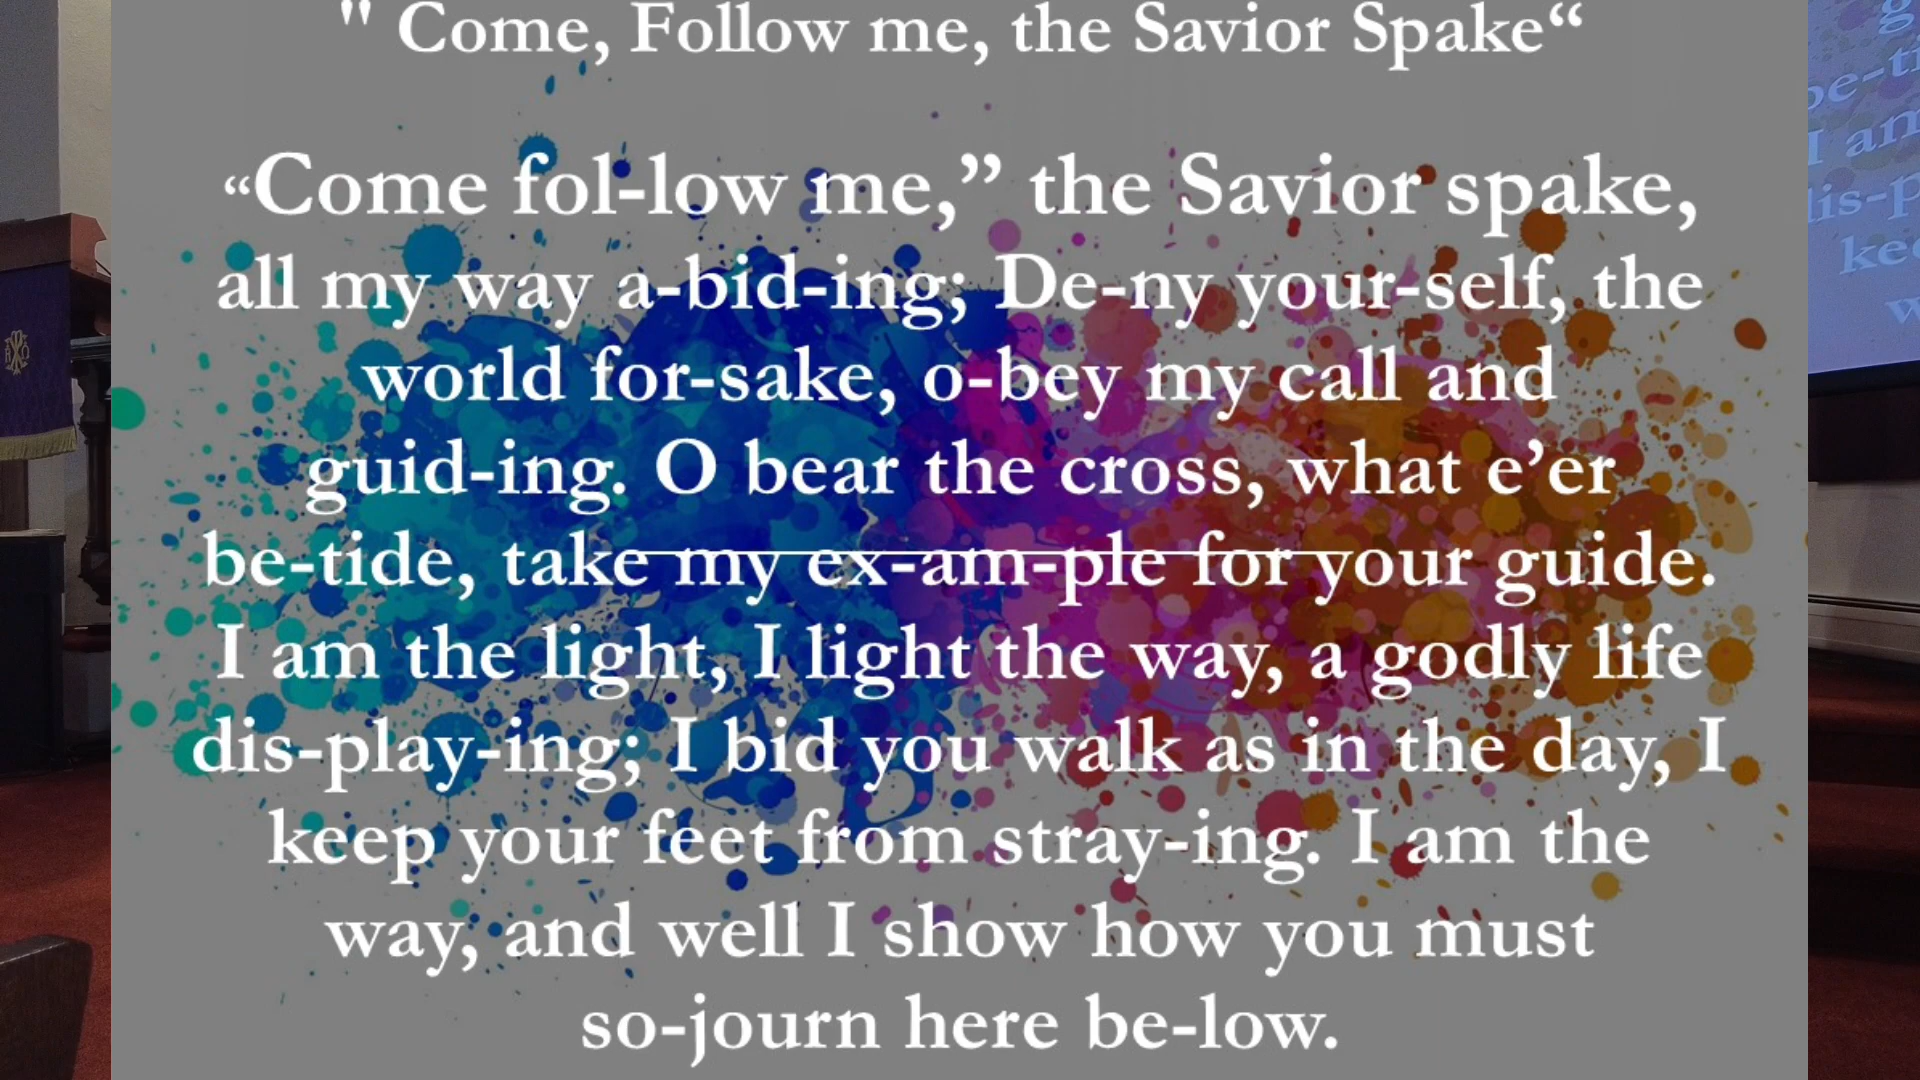 " Come, Follow me, the Savior Spake“
“Come fol-low me,” the Savior spake,
all my way a-bid-ing; De-ny your-self, the
world for-sake, o-bey my call and
guid-ing. O bear the cross, what e’er
be-tide, take my ex-am-ple for your guide.
I am the light, I light the way, a godly life
dis-play-ing; I bid you walk as in the day, I
keep your feet from stray-ing. I am the
way, and well I show how you must
so-journ here be-low.